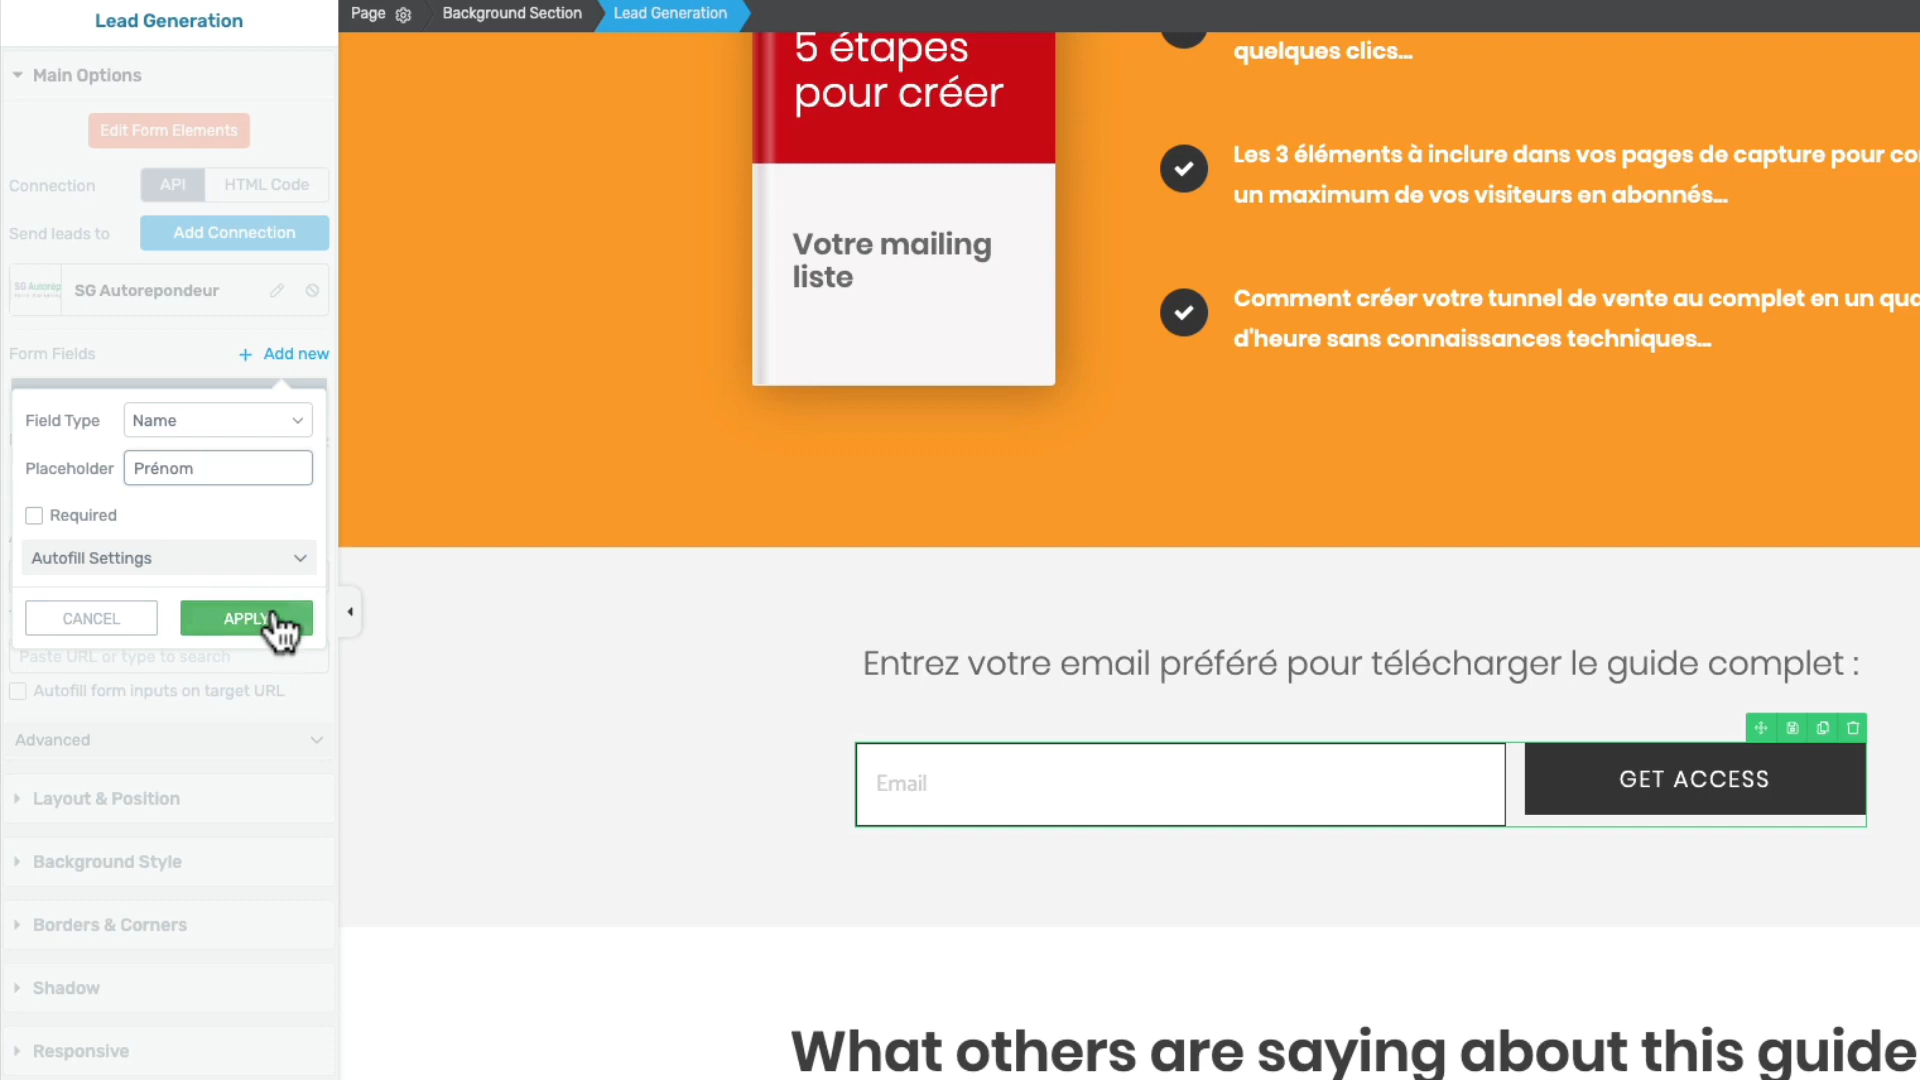 Lead Generation
Page
Background Section
Lead Generation
Main Options
Edit Form Elements
Connection
API
HTML Code
Send leads to
Add Connection
SG Autorepondeur
Form Fields
+ Add new
Field Type
Name
Placeholder
Prénom
Required
Autofill Settings
CANCEL
APPLY
Paste URL or type to search
Autofill form inputs on target URL
Advanced
Layout & Position
Background Style
Borders & Corners
Shadow
Responsive
5 étapes
pour créer
Votre mailing
liste
quelques clics...
Les 3 éléments à inclure dans vos pages de capture pour
un maximum de vos visiteurs en abonnés...
Comment créer votre tunnel de vente au complet en un
d'heure sans connaissances techniques...
Entrez votre email préféré pour télécharger le guide complet :
Email
GET ACCESS
What others are saying about this guide